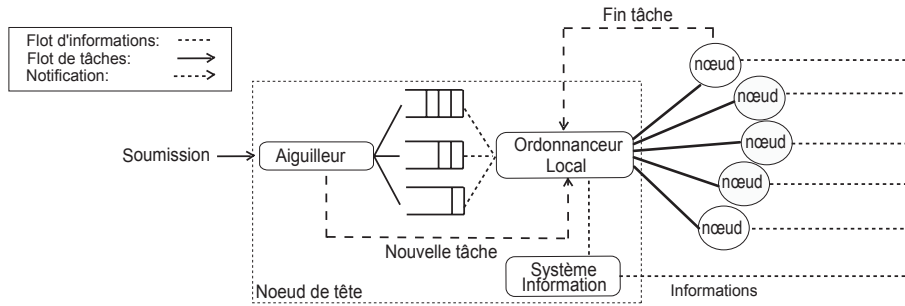 Fin tâche
Flot d'informations:
Flot de tâches:
Notification:
nœud
nœud
nœud
nœud
nœud
Soumission
Aiguilleur
Ordonnanceur
Local
Nouvelle tâche
Système
Information
Noeud de tête
Informations